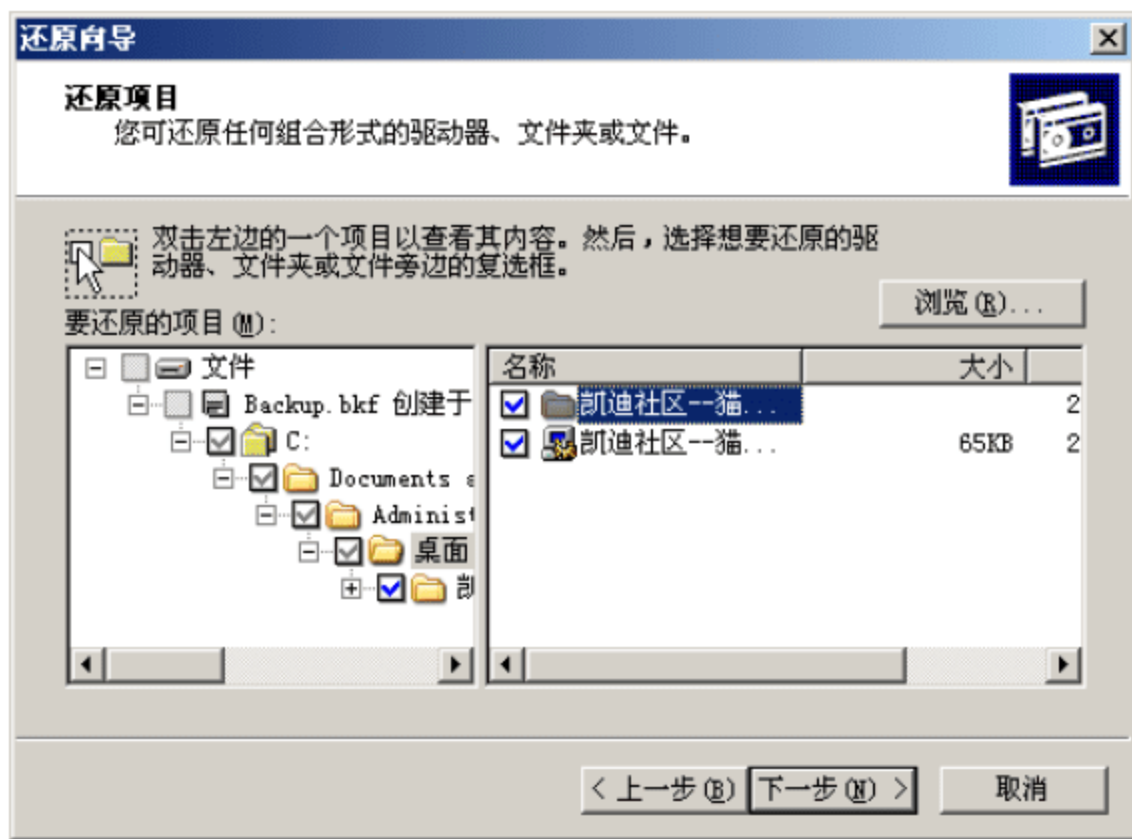 还原向导
还原项目
您可还原任何组合形式的驱动器、文件夹或文件。
双击左边的一个项目以查看其内容。然后，选择想要还原的驱
动器、文件夹或文件旁边的复选框。
浏览(R)...
要还原的项目(M):
文件
Backup.bkf 创建于
C:
Documents
Administ
桌面
凯
名称 大小
凯迪社区--猫... 2
凯迪社区--猫... 65KB 2
< 上一步(B) 下一步(N) > 取消